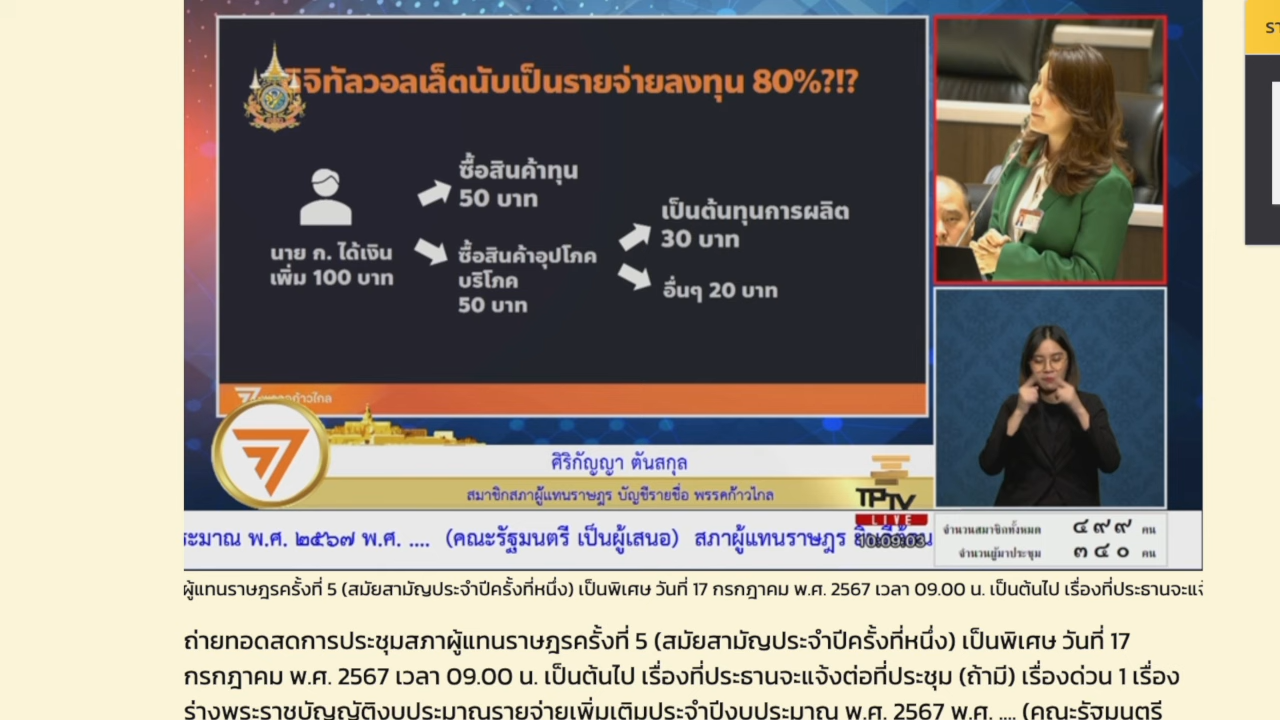 ดิจิทัลวอลเล็ตนับเป็นรายจ่ายลงทุน 80%?!?
ซื้อสินค้าทุน
50 บาท
นาย ก. ได้เงิน
เพิ่ม 100 บาท
ซื้อสินค้าอุปโภค
บริโภค
50 บาท
เป็นต้นทุนการผลิต
30 บาท
อื่นๆ 20 บาท
ก้าวไกล
ศิริกัญญา ตันสกุล
สมาชิกสภาผู้แทนราษฎร บัญชีรายชื่อ พรรคก้าวไกล
TPTV
LIVE
10:09:03
ระมาณ พ.ศ. ๒๕๖๗ พ.ศ. .... (คณะรัฐมนตรี เป็นผู้เสนอ) สภาผู้แทนราษฎร
จำนวนสมาชิกทั้งหมด ๔๙๙ คน
จำนวนผู้มาประชุม ๓๔๐ คน
ผู้แทนราษฎรครั้งที่ 5 (สมัยสามัญประจำปีครั้งที่หนึ่ง) เป็นพิเศษ วันที่ 17 กรกฎาคม พ.ศ. 2567 เวลา 09.00 น. เป็นต้นไป เรื่องที่ประธานจะแจ้
ถ่ายทอดสดการประชุมสภาผู้แทนราษฎรครั้งที่ 5 (สมัยสามัญประจำปีครั้งที่หนึ่ง) เป็นพิเศษ วันที่ 17
กรกฎาคม พ.ศ. 2567 เวลา 09.00 น. เป็นต้นไป เรื่องที่ประธานจะแจ้งต่อที่ประชุม (ถ้ามี) เรื่องด่วน 1 เรื่อง
ร่างพระราชบัญญัติงบประมาณรายจ่ายเพิ่มเติมประจำปีงบประมาณ พ.ศ. 2567 พ.ศ. .... (คณะรัฐมนตรี